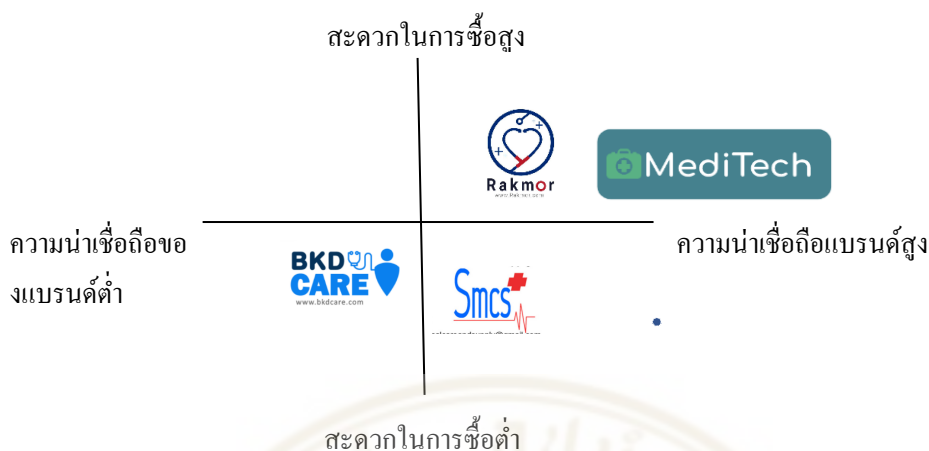 สะดวกในการซื้อสูง
Rakmor
MediTech
ความน่าเชื่อถือขอ
งแบรนด์ต่ำ
ความน่าเชื่อถือแบรนด์สูง
BKD
CARE
www.bkdcare.com
Smcs
สะดวกในการซื้อต่ำ